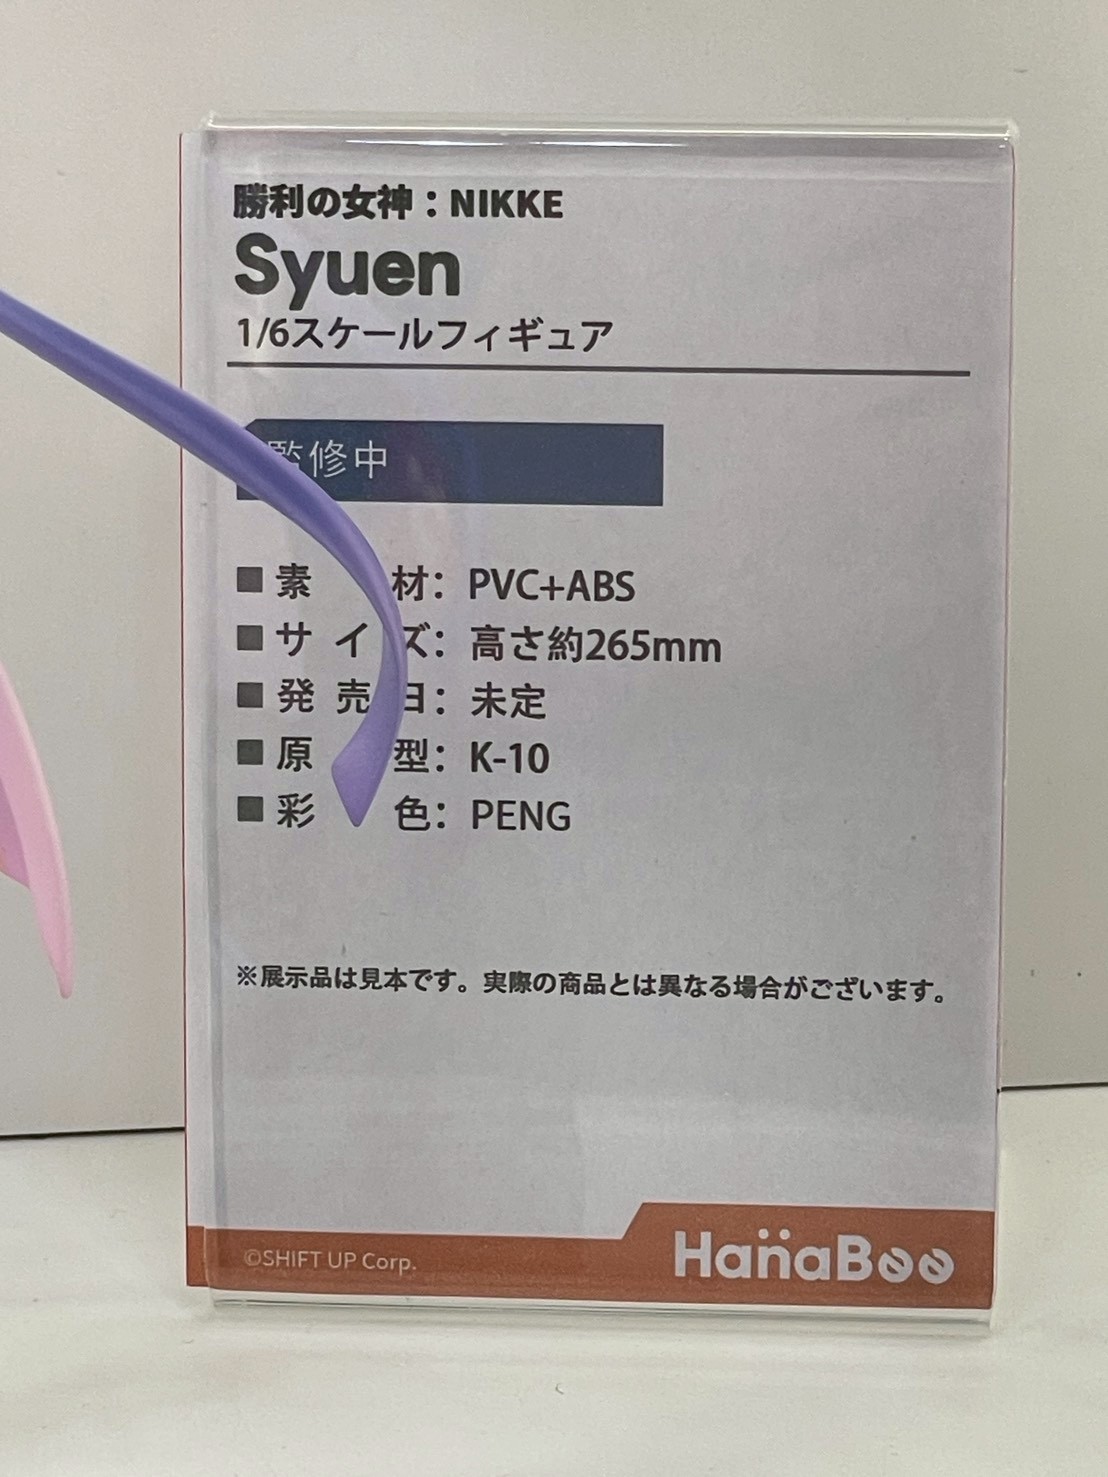 勝利の女神：NIKKE
Syuen
1/6スケールフィギュア
監修中
■素 材：PVC+ABS
■サイズ：高さ約265mm
■発売日：未定
■原 型：K-10
■彩 色：PENG
※展示品は見本です。実際の商品とは異なる場合がございます。
©SHIFT UP Corp.
HanaBoo